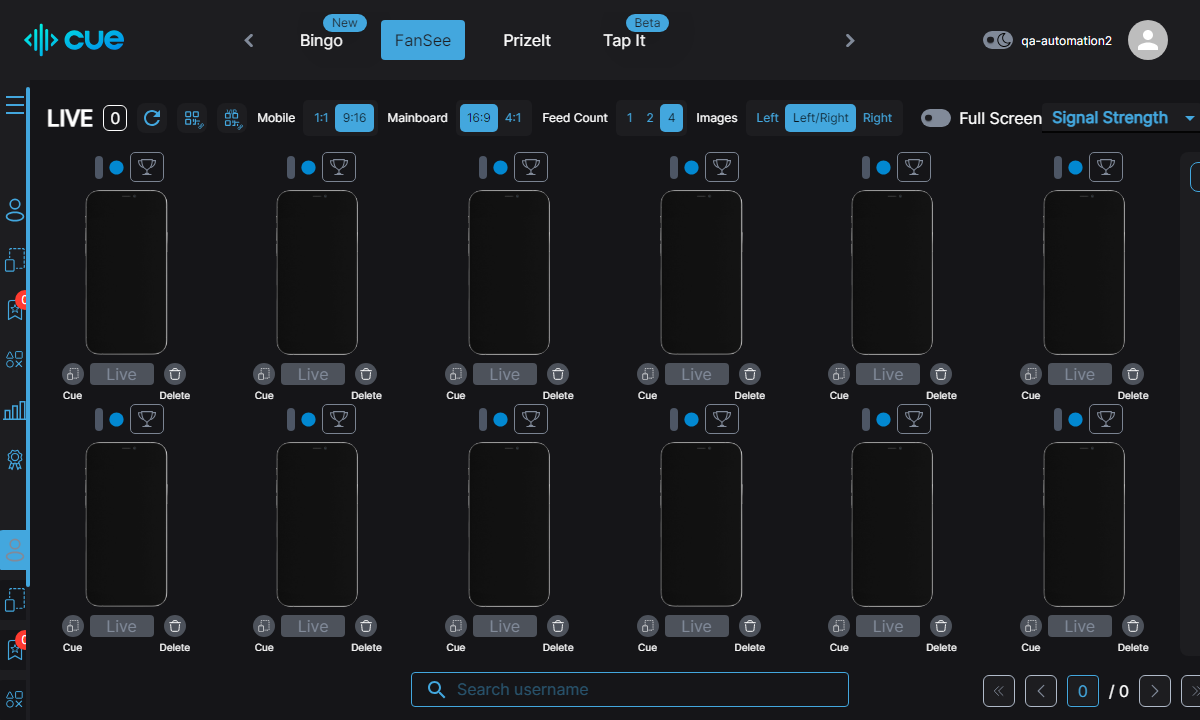 cue
New
Bingo
FanSee
PrizeIt
Beta
Tap It
qa-automation2
LIVE 0
Mobile 1:1 9:16
Mainboard 16:9 4:1
Feed Count 1 2 4
Images Left Left/Right Right
Full Screen
Signal Strength
Live Live Live Live Live Live
Cue Delete Cue Delete Cue Delete Cue Delete Cue Delete Cue Delete
Live Live Live Live Live Live
Cue Delete Cue Delete Cue Delete Cue Delete Cue Delete Cue Delete
Search username
0 / 0